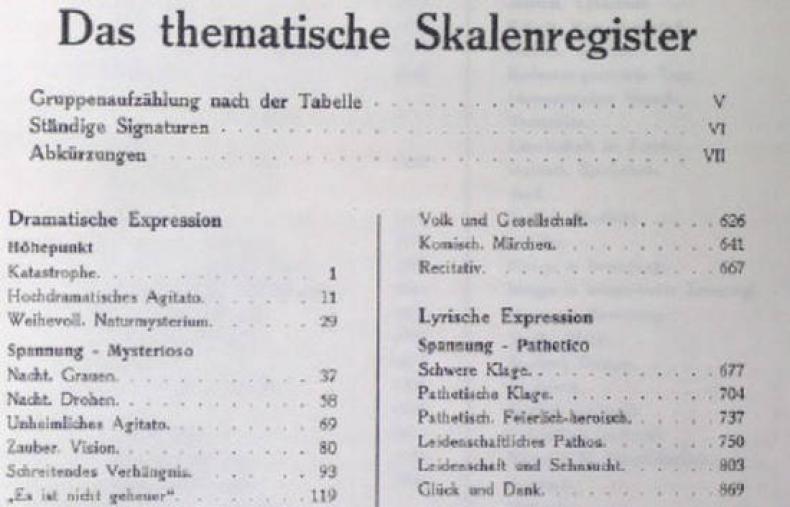 Das thematische Skalenregister
Gruppenaufzählung nach der Tabelle . . . . . . . . . . . . . . . V
Ständige Signaturen . . . . . . . . . . . . . . . . . . . . . . VI
Abkürzungen . . . . . . . . . . . . . . . . . . . . . . . . . VII
Dramatische Expression
Höhepunkt
Katastrophe. . . . . . . . . . 1
Hochdramatisches Agitato. . . . . . 11
Weihevoll. Naturmysterium. . . . . . 29
Spannung - Mysterioso
Nacht. Grauen. . . . . . . . . . 37
Nacht. Drohen. . . . . . . . . . 58
Unheimliches Agitato. . . . . . . . 69
Zauber. Vision. . . . . . . . . . 80
Schreitendes Verhängnis. . . . . . . 93
„Es ist nicht geheuer“. . . . . . . 119
Volk und Gesellschaft. . . . . . . . 626
Komisch. Märchen. . . . . . . . . 641
Recitativ. . . . . . . . . . . . 667
Lyrische Expression
Spannung - Pathetico
Schwere Klage. . . . . . . . . . 677
Pathetische Klage. . . . . . . . . 704
Pathetisch. Feierlich-heroisch. . . . . 737
Leidenschaftliches Pathos. . . . . . . 750
Leidenschaft und Sehnsucht. . . . . . 803
Glück und Dank. . . . . . . . . . 869